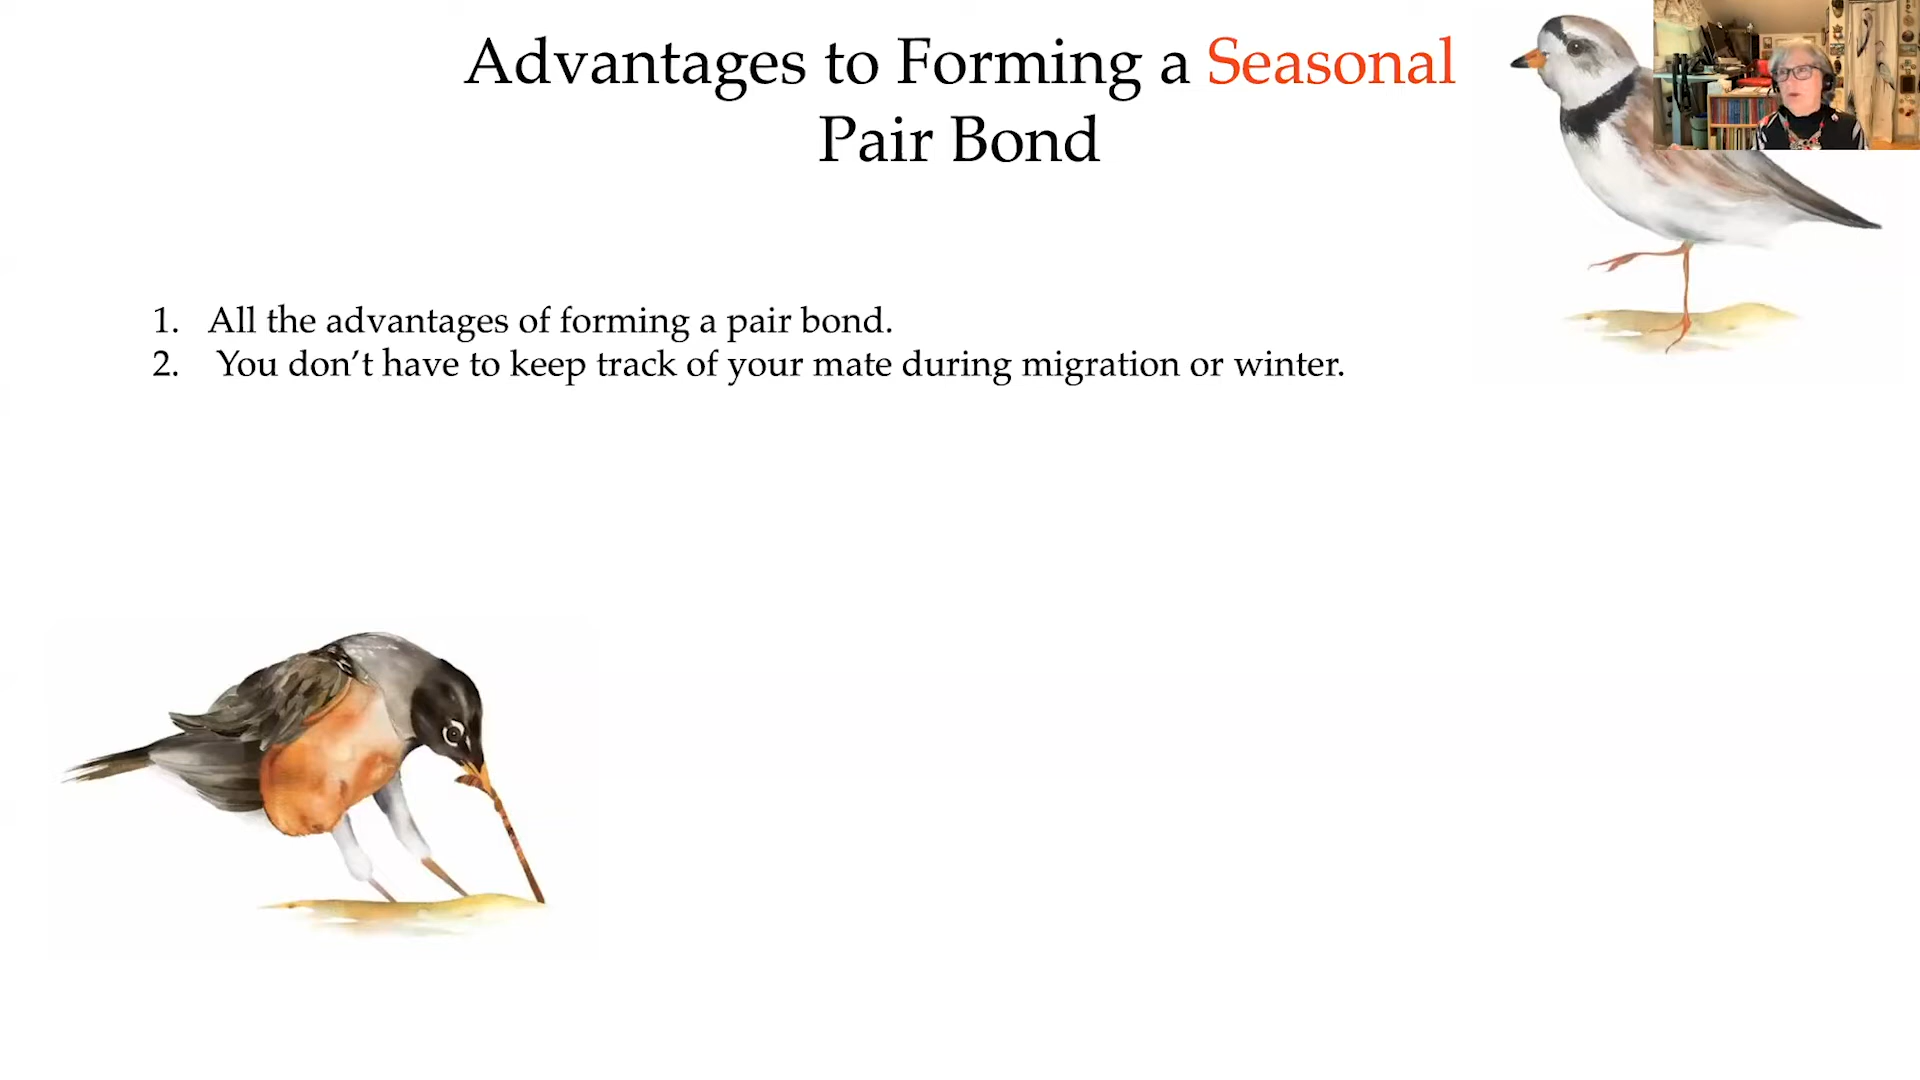 Advantages to Forming a Seasonal
Pair Bond
1. All the advantages of forming a pair bond.
2. You don’t have to keep track of your mate during migration or winter.